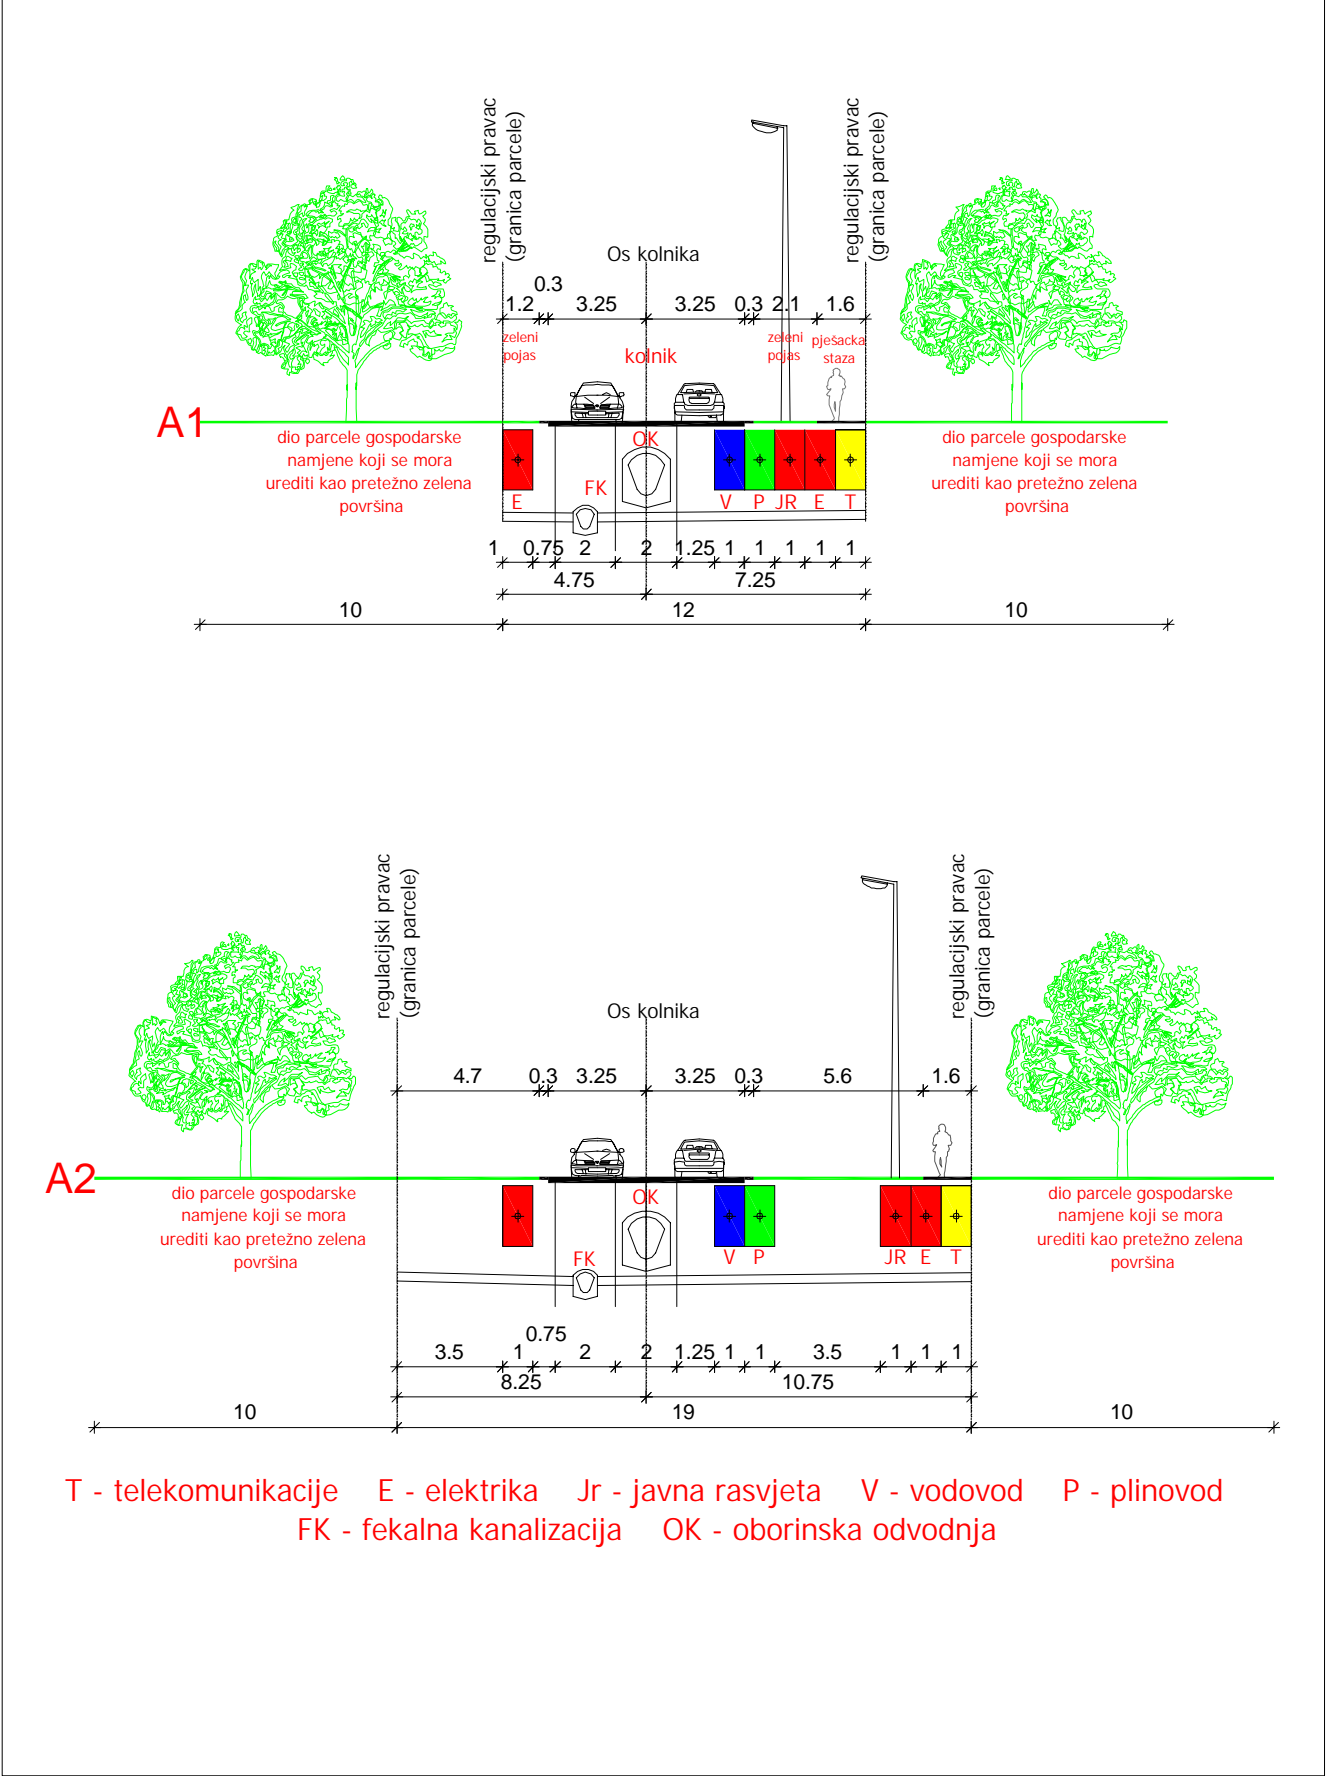 regulacijski pravac
(granica parcele)
regulacijski pravac
(granica parcele)
Os kolnika
0.3
1.2 3.25 3.25 0.3 2.1 1.6
zeleni
pojas
kolnik
zeleni
pojas
pješacka
staza
A1
dio parcele gospodarske
namjene koji se mora
urediti kao pretežno zelena
površina
OK
FK
E V P JR E T
dio parcele gospodarske
namjene koji se mora
urediti kao pretežno zelena
površina
1 0.75 2 2 1.25 1 1 1 1 1
4.75 7.25
10 12 10
regulacijski pravac
(granica parcele)
regulacijski pravac
(granica parcele)
Os kolnika
4.7 0.3 3.25 3.25 0.3 5.6 1.6
A2
dio parcele gospodarske
namjene koji se mora
urediti kao pretežno zelena
površina
OK
FK V P JR E T
dio parcele gospodarske
namjene koji se mora
urediti kao pretežno zelena
površina
0.75
3.5 1 2 2 1.25 1 1 3.5 1 1 1
8.25 10.75
10 19 10
T - telekomunikacije E - elektrika Jr - javna rasvjeta V - vodovod P - plinovod
FK - fekalna kanalizacija OK - oborinska odvodnja